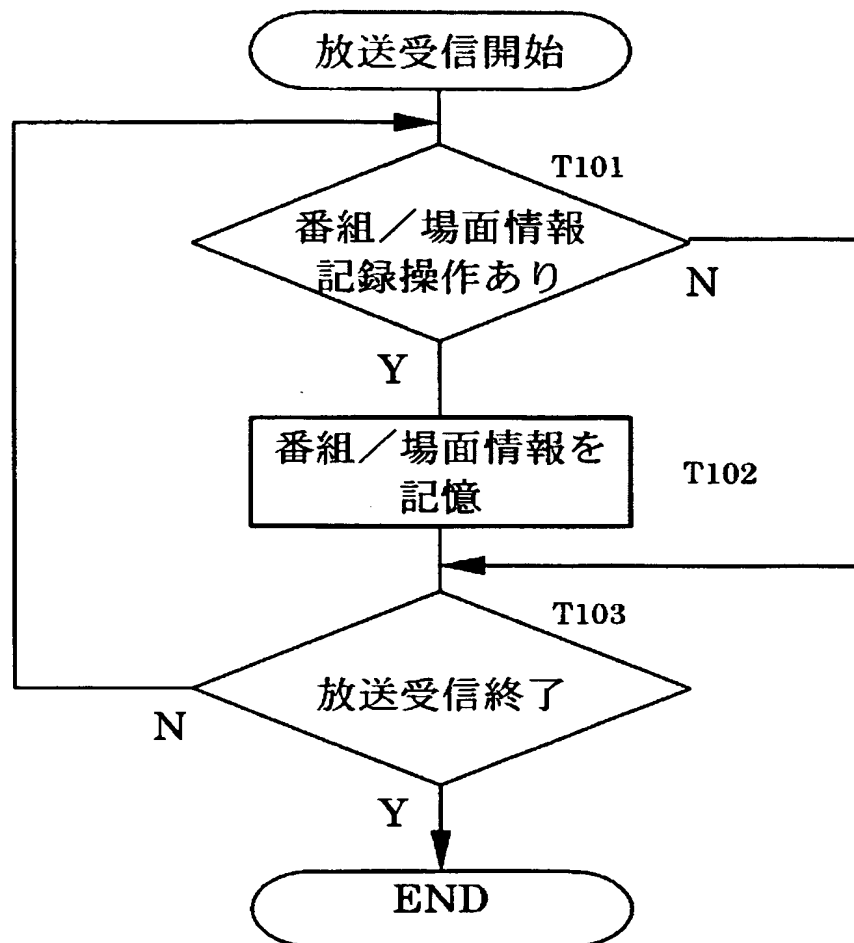 放送受信開始
T101
番組／場面情報
記録操作あり
N
Y
番組／場面情報を
記憶
T102
T103
放送受信終了
N
Y
END